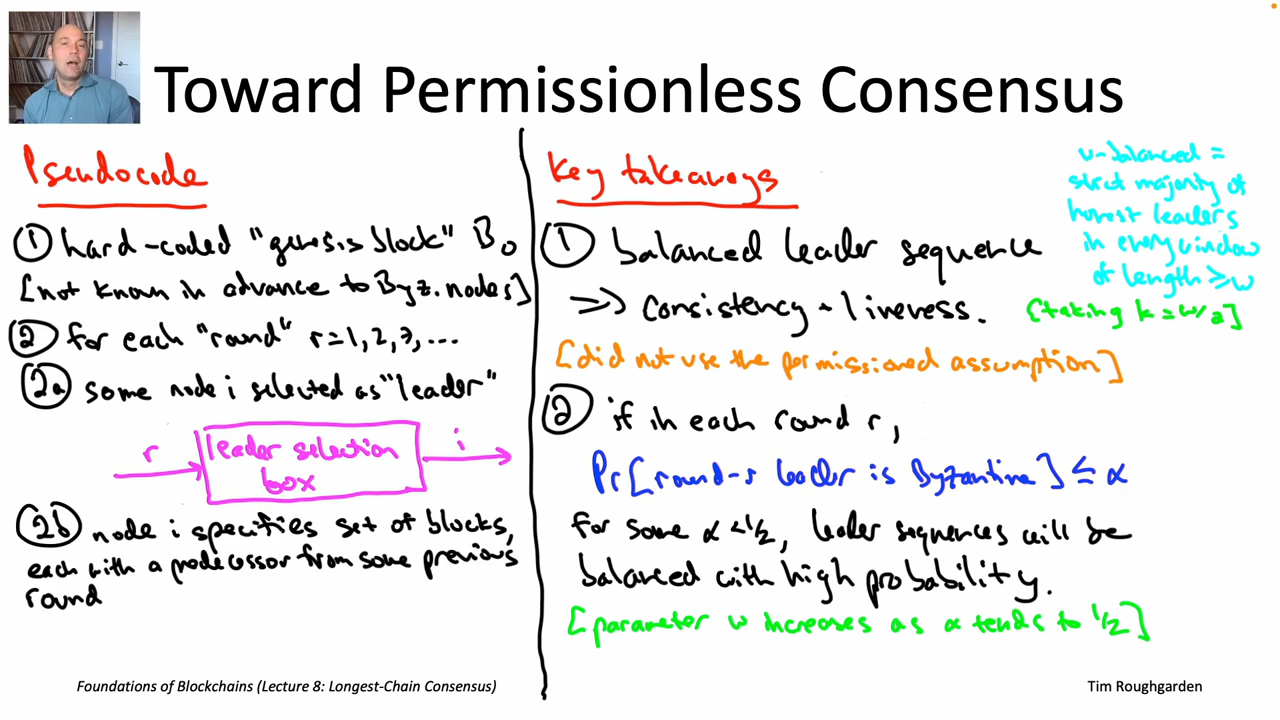 Toward Permissionless Consensus
Pseudocode
① hard-coded "genesis block" B₀
[not known in advance to Byz. nodes]
② for each "round" r=1,2,3,...
②a some node i selected as "leader"
r
leader selection
box
i
②b node i specifies set of blocks,
each with a predecessor from some previous
round
Key takeaways
① balanced leader sequence
=> consistency + liveness.
[taking k = w/2]
w-balanced =
strict majority of
honest leaders
in every window
of length ≥ w
[did not use the permissioned assumption]
② if in each round r,
Pr[round-r leader is Byzantine] ≤ α
for some α < 1/2, leader sequences will be
balanced with high probability.
[parameter w increases as α tends to 1/2]
Foundations of Blockchains (Lecture 8: Longest-Chain Consensus)
Tim Roughgarden